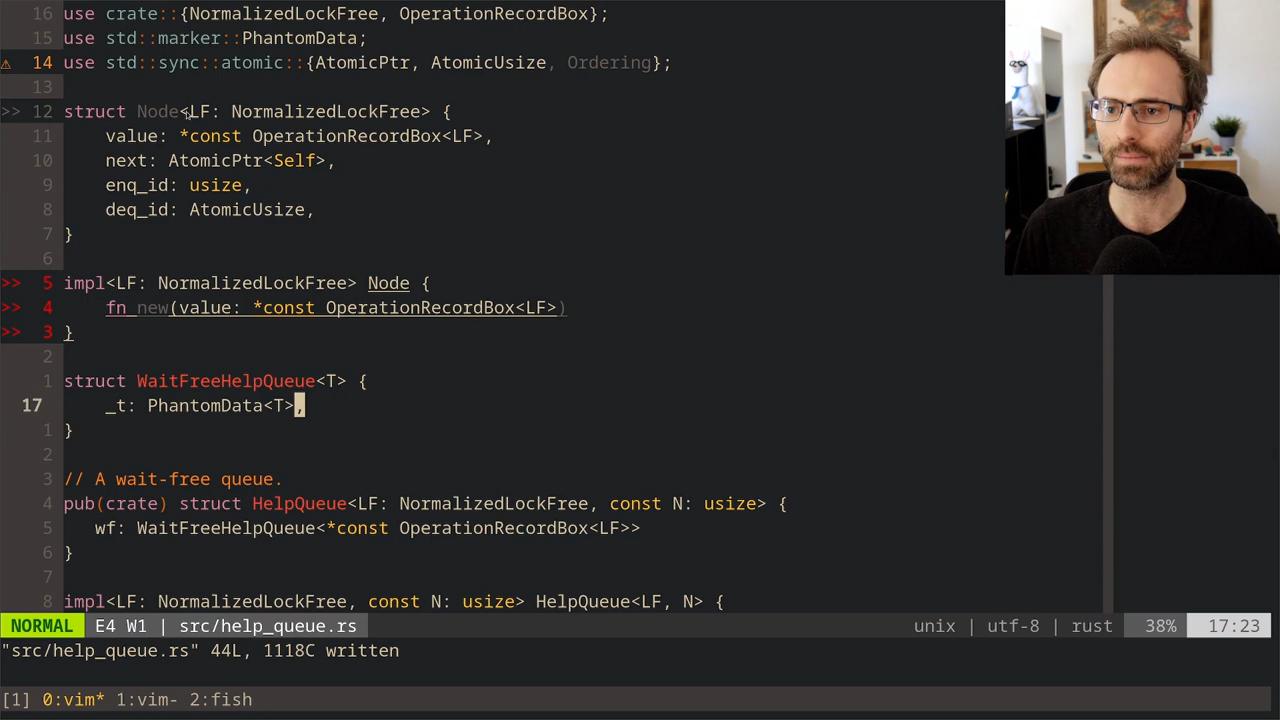 16 use crate::{NormalizedLockFree, OperationRecordBox};
15 use std::marker::PhantomData;
⚠ 14 use std::sync::atomic::{AtomicPtr, AtomicUsize, Ordering};
13
>> 12 struct Node<LF: NormalizedLockFree> {
11     value: *const OperationRecordBox<LF>,
10     next: AtomicPtr<Self>,
9     enq_id: usize,
8     deq_id: AtomicUsize,
7 }
6
>> 5 impl<LF: NormalizedLockFree> Node {
>> 4     fn new(value: *const OperationRecordBox<LF>)
>> 3 }
2
1 struct WaitFreeHelpQueue<T> {
17     _t: PhantomData<T>,
1 }
2
3 // A wait-free queue.
4 pub(crate) struct HelpQueue<LF: NormalizedLockFree, const N: usize> {
5    wf: WaitFreeHelpQueue<*const OperationRecordBox<LF>>
6 }
7
8 impl<LF: NormalizedLockFree, const N: usize> HelpQueue<LF, N> {
NORMAL E4 W1 | src/help_queue.rs unix | utf-8 | rust 38% 17:23
"src/help_queue.rs" 44L, 1118C written
[1] 0:vim* 1:vim- 2:fish